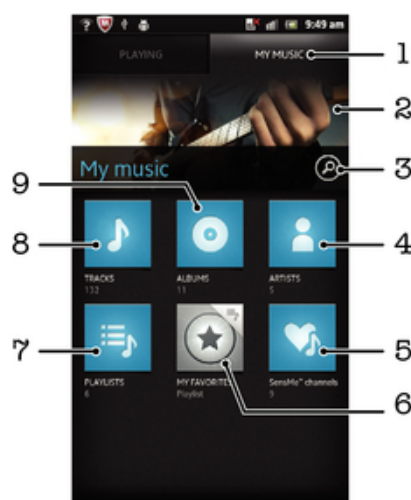 9:49 am
PLAYING
MY MUSIC
1
2
My music
3
9
8
4
TRACKS
132
ALBUMS
11
ARTISTS
5
7
5
PLAYLISTS
6
MY FAVORITES
Playlist
SensMe™ channels
9
6